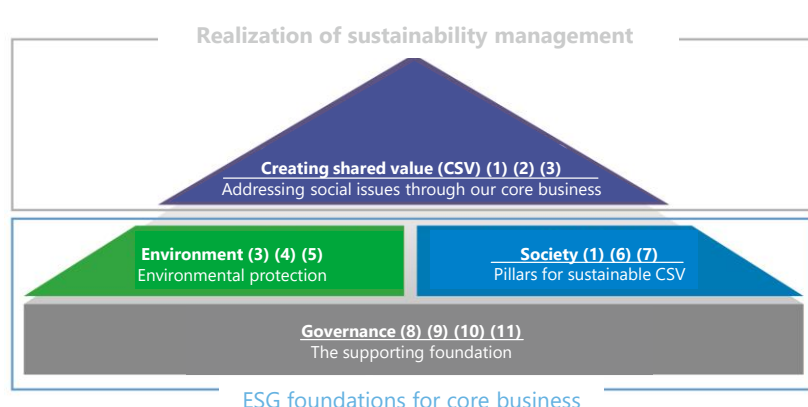 Realization of sustainability management
Creating shared value (CSV) (1) (2) (3)
Addressing social issues through our core business
Environment (3) (4) (5)
Environmental protection
Society (1) (6) (7)
Pillars for sustainable CSV
Governance (8) (9) (10) (11)
The supporting foundation
ESG foundations for core business